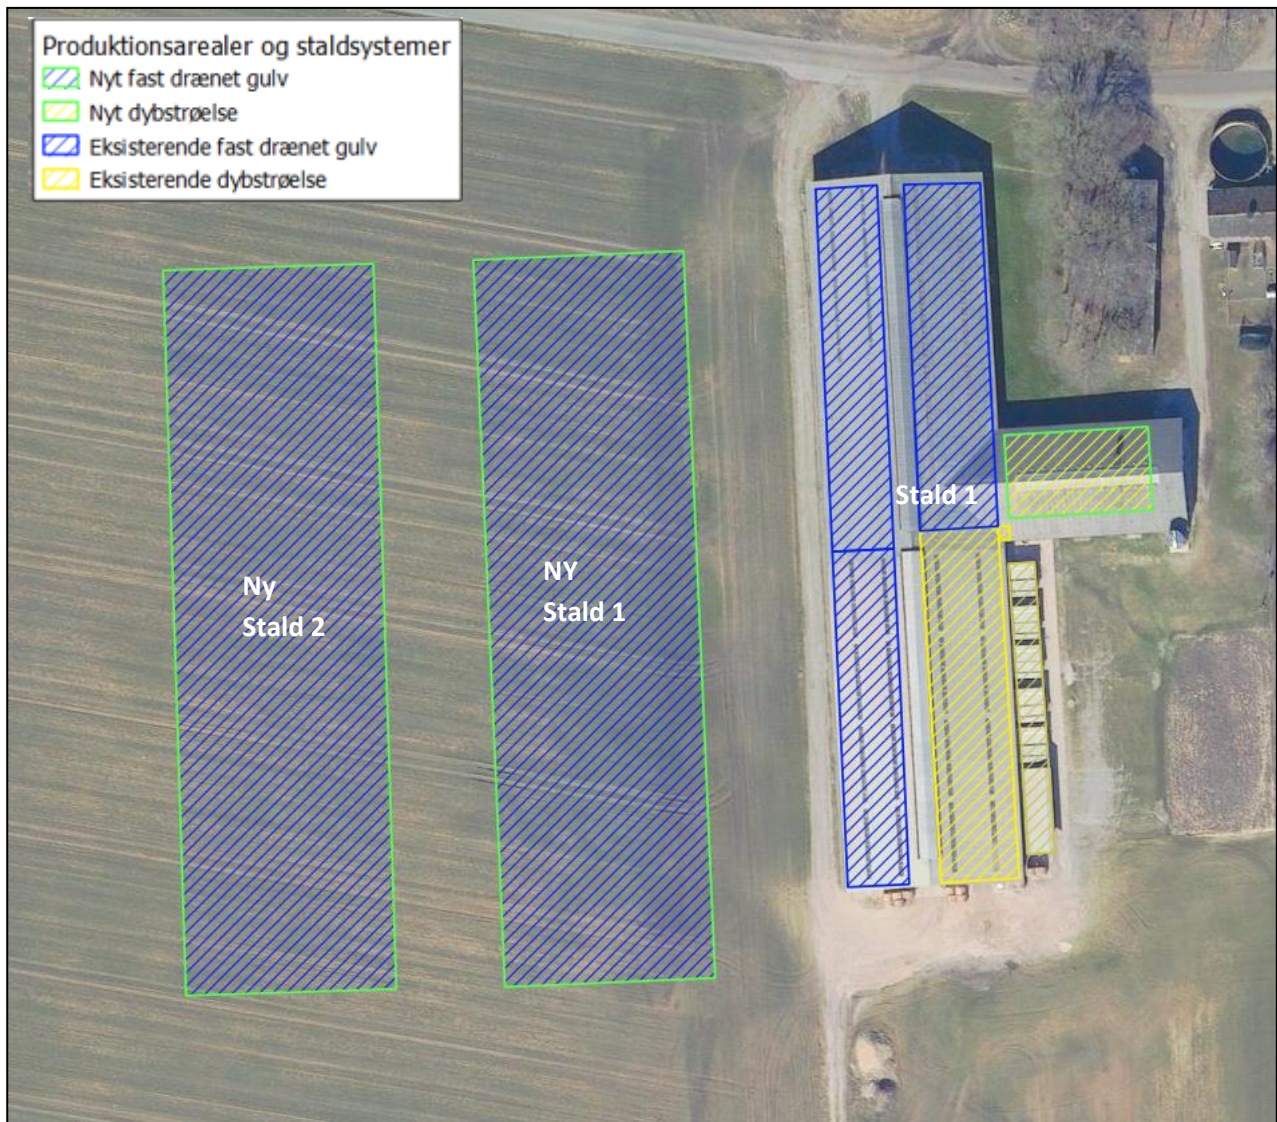 Produktionsarealer og staldsystemer
Nyt fast drænet gulv
Nyt dybstrøelse
Eksisterende fast drænet gulv
Eksisterende dybstrøelse
Stald 1
NY
Stald 1
Ny
Stald 2